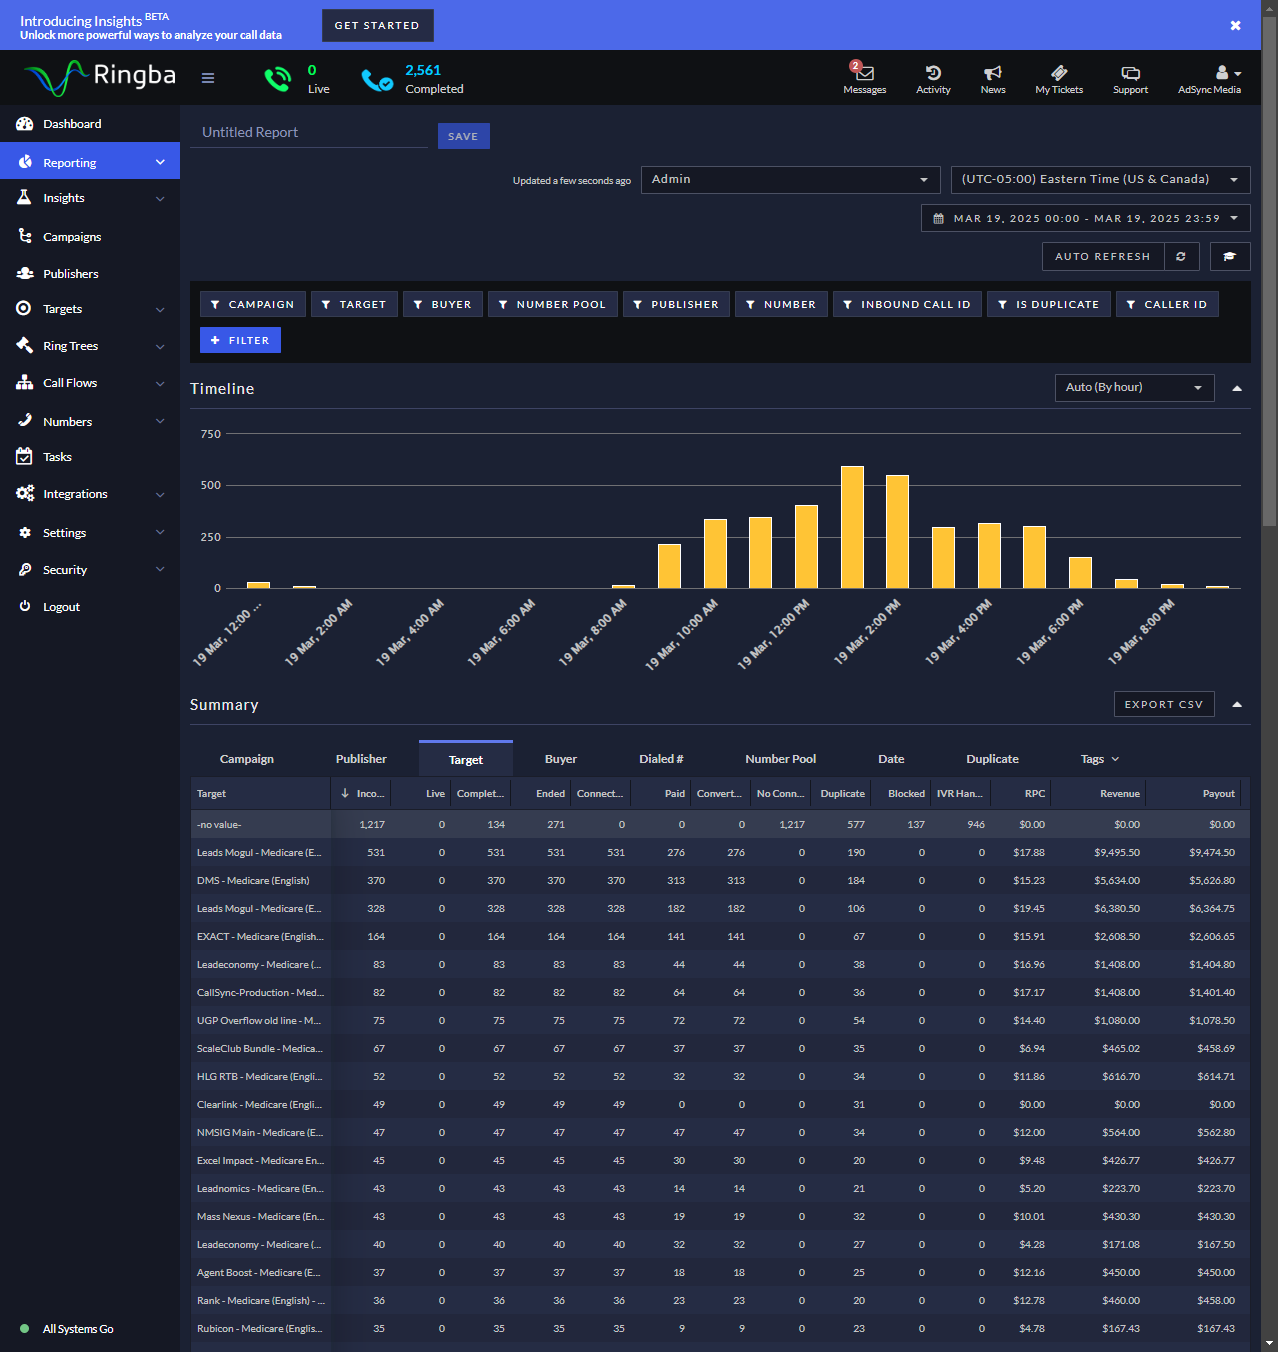 Introducing Insights BETA
Unlock more powerful ways to analyze your call data
GET STARTED
Ringba
0
Live
2,561
Completed
2
Messages
Activity
News
My Tickets
Support
AdSync Media
Dashboard
Reporting
Insights
Campaigns
Publishers
Targets
Ring Trees
Call Flows
Numbers
Tasks
Integrations
Settings
Security
Logout
All Systems Go
Untitled Report
SAVE
Updated a few seconds ago
Admin
(UTC-05:00) Eastern Time (US & Canada)
MAR 19, 2025 00:00 - MAR 19, 2025 23:59
AUTO REFRESH
CAMPAIGN TARGET BUYER NUMBER POOL PUBLISHER NUMBER INBOUND CALL ID IS DUPLICATE CALLER ID
FILTER
Timeline
Auto (By hour)
750
500
250
0
19 Mar, 12:00 ...
19 Mar, 2:00 AM
19 Mar, 4:00 AM
19 Mar, 6:00 AM
19 Mar, 8:00 AM
19 Mar, 10:00 AM
19 Mar, 12:00 PM
19 Mar, 2:00 PM
19 Mar, 4:00 PM
19 Mar, 6:00 PM
19 Mar, 8:00 PM
Summary
EXPORT CSV
Campaign Publisher Target Buyer Dialed # Number Pool Date Duplicate Tags
Target Inco... Live Complet... Ended Connect... Paid Convert... No Conn... Duplicate Blocked IVR Han... RPC Revenue Payout
-no value- 1,217 0 134 271 0 0 0 1,217 577 137 946 $0.00 $0.00 $0.00
Leads Mogul - Medicare (E... 531 0 531 531 531 276 276 0 190 0 0 $17.88 $9,495.50 $9,474.50
DMS - Medicare (English) 370 0 370 370 370 313 313 0 184 0 0 $15.23 $5,634.00 $5,626.80
Leads Mogul - Medicare (E... 328 0 328 328 328 182 182 0 106 0 0 $19.45 $6,380.50 $6,364.75
EXACT - Medicare (English... 164 0 164 164 164 141 141 0 67 0 0 $15.91 $2,608.50 $2,606.65
Leadeconomy - Medicare (... 83 0 83 83 83 44 44 0 38 0 0 $16.96 $1,408.00 $1,404.80
CallSync-Production - Med... 82 0 82 82 82 64 64 0 36 0 0 $17.17 $1,408.00 $1,401.40
UGP Overflow old line - M... 75 0 75 75 75 72 72 0 54 0 0 $14.40 $1,080.00 $1,078.50
ScaleClub Bundle - Medica... 67 0 67 67 67 37 37 0 35 0 0 $6.94 $465.02 $458.69
HLG RTB - Medicare (Engli... 52 0 52 52 52 32 32 0 34 0 0 $11.86 $616.70 $614.71
Clearlink - Medicare (Engli... 49 0 49 49 49 0 0 0 31 0 0 $0.00 $0.00 $0.00
NMSIG Main - Medicare (E... 47 0 47 47 47 47 47 0 34 0 0 $12.00 $564.00 $562.80
Excel Impact - Medicare En... 45 0 45 45 45 30 30 0 20 0 0 $9.48 $426.77 $426.77
Leadnomics - Medicare (En... 43 0 43 43 43 14 14 0 21 0 0 $5.20 $223.70 $223.70
Mass Nexus - Medicare (En... 43 0 43 43 43 19 19 0 32 0 0 $10.01 $430.30 $430.30
Leadeconomy - Medicare (... 40 0 40 40 40 32 32 0 27 0 0 $4.28 $171.08 $167.50
Agent Boost - Medicare (E... 37 0 37 37 37 18 18 0 25 0 0 $12.16 $450.00 $450.00
Rank - Medicare (English) - ... 36 0 36 36 36 23 23 0 20 0 0 $12.78 $460.00 $458.00
Rubicon - Medicare (Englis... 35 0 35 35 35 9 9 0 23 0 0 $4.78 $167.43 $167.43